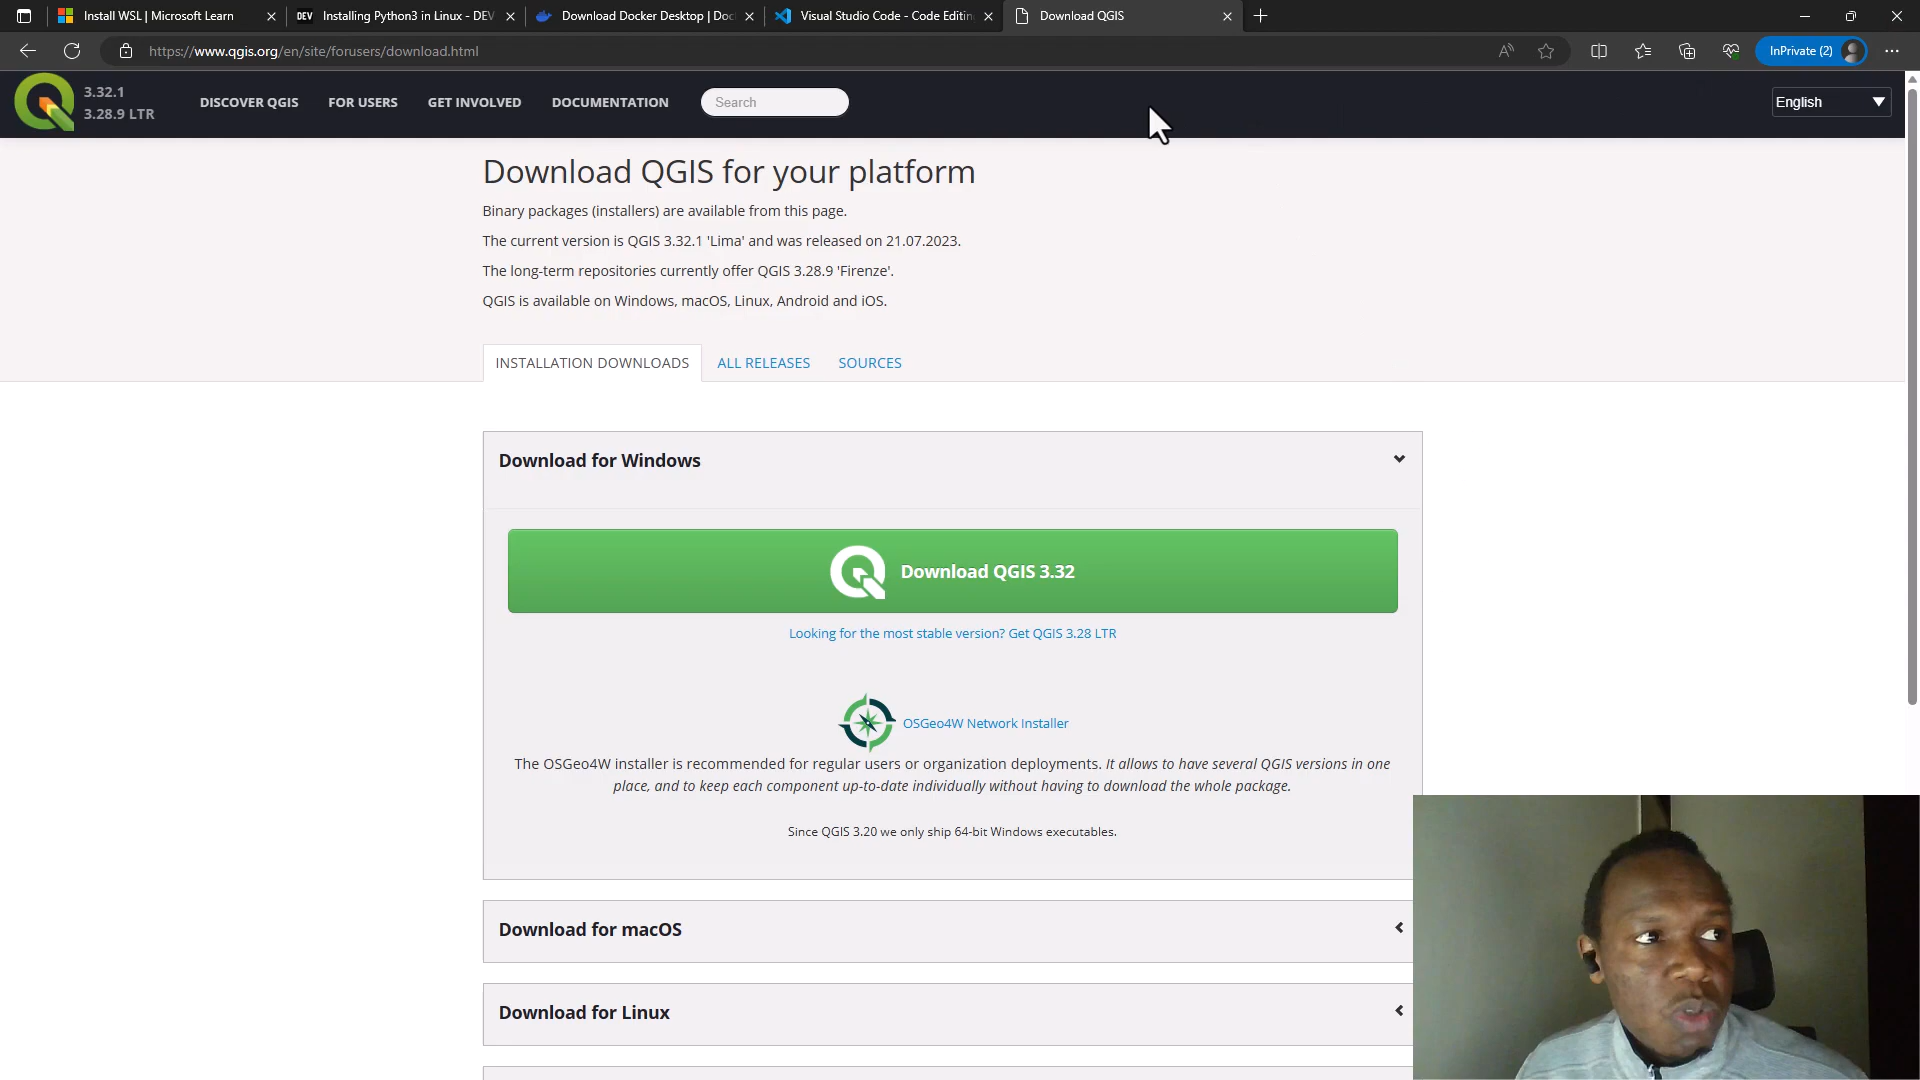 Install WSL | Microsoft Learn
DEV
Installing Python3 in Linux - DEV
Download Docker Desktop | Doc
Visual Studio Code - Code Editin
Download QGIS
https://www.qgis.org/en/site/forusers/download.html
InPrivate (2)
3.32.1
3.28.9 LTR
DISCOVER QGIS
FOR USERS
GET INVOLVED
DOCUMENTATION
Search
English
Download QGIS for your platform
Binary packages (installers) are available from this page.
The current version is QGIS 3.32.1 'Lima' and was released on 21.07.2023.
The long-term repositories currently offer QGIS 3.28.9 'Firenze'.
QGIS is available on Windows, macOS, Linux, Android and iOS.
INSTALLATION DOWNLOADS
ALL RELEASES
SOURCES
Download for Windows
Download QGIS 3.32
Looking for the most stable version? Get QGIS 3.28 LTR
OSGeo4W Network Installer
The OSGeo4W installer is recommended for regular users or organization deployments. It allows to have several QGIS versions in one
place, and to keep each component up-to-date individually without having to download the whole package.
Since QGIS 3.20 we only ship 64-bit Windows executables.
Download for macOS
Download for Linux